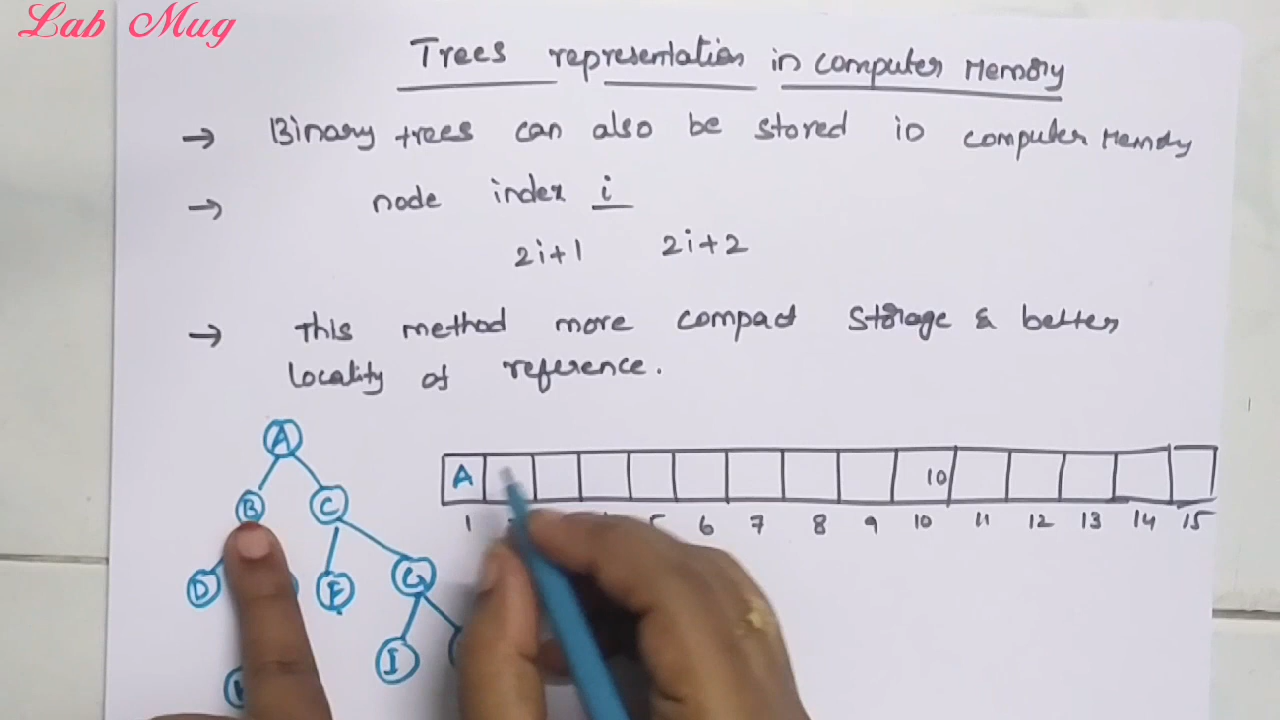 Lab Mug
Trees representation in computer Memory
→ Binary trees can also be stored in computer Memory
→ node index i
2i+1 2i+2
→ This method more compact storage & better
locality of reference.
A
B C
D F G
I
A 10
1 6 7 8 9 10 11 12 13 14 15